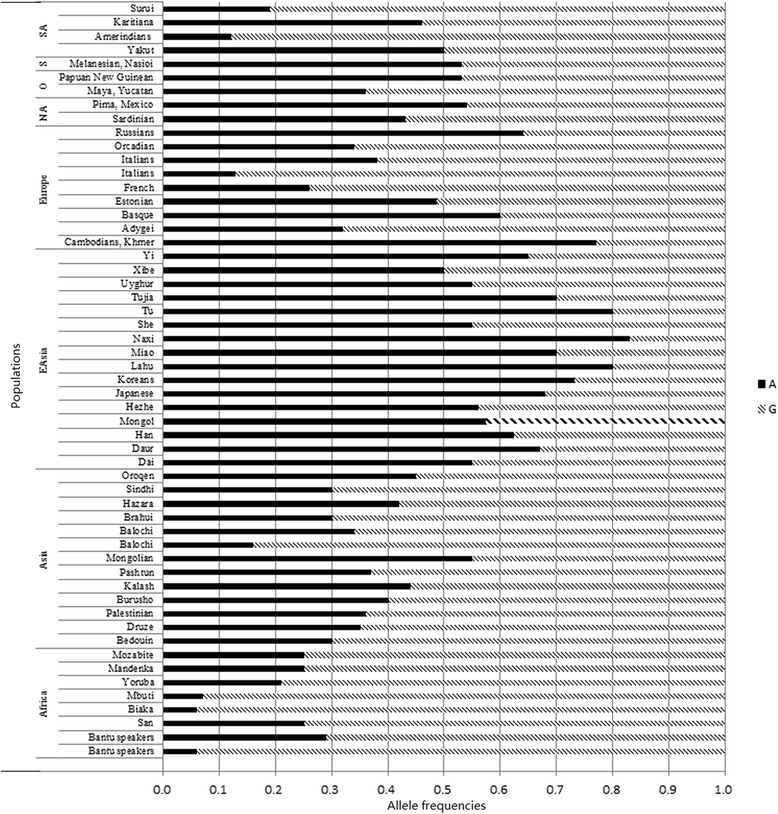 SA
Surui
Karitiana
Amerindians
Yakut
S
Melanesian, Nasioi
O
Papuan New Guinean
Maya, Yucatan
NA
Pima, Mexico
Sardinian
Europe
Russians
Orcadian
Italians
Italians
French
Estonian
Basque
Adygei
Cambodians, Khmer
EAsia
Yi
Xibe
Uyghur
Tujia
Tu
She
Naxi
Miao
Lahu
Koreans
Japanese
Hezhe
Mongol
Han
Daur
Dai
Asia
Oroqen
Sindhi
Hazara
Brahui
Balochi
Balochi
Mongolian
Pashtun
Kalash
Burusho
Palestinian
Druze
Bedouin
Africa
Mozabite
Mandenka
Yoruba
Mbuti
Biaka
San
Bantu speakers
Bantu speakers
Populations
0.0 0.1 0.2 0.3 0.4 0.5 0.6 0.7 0.8 0.9 1.0
Allele frequencies
A
G